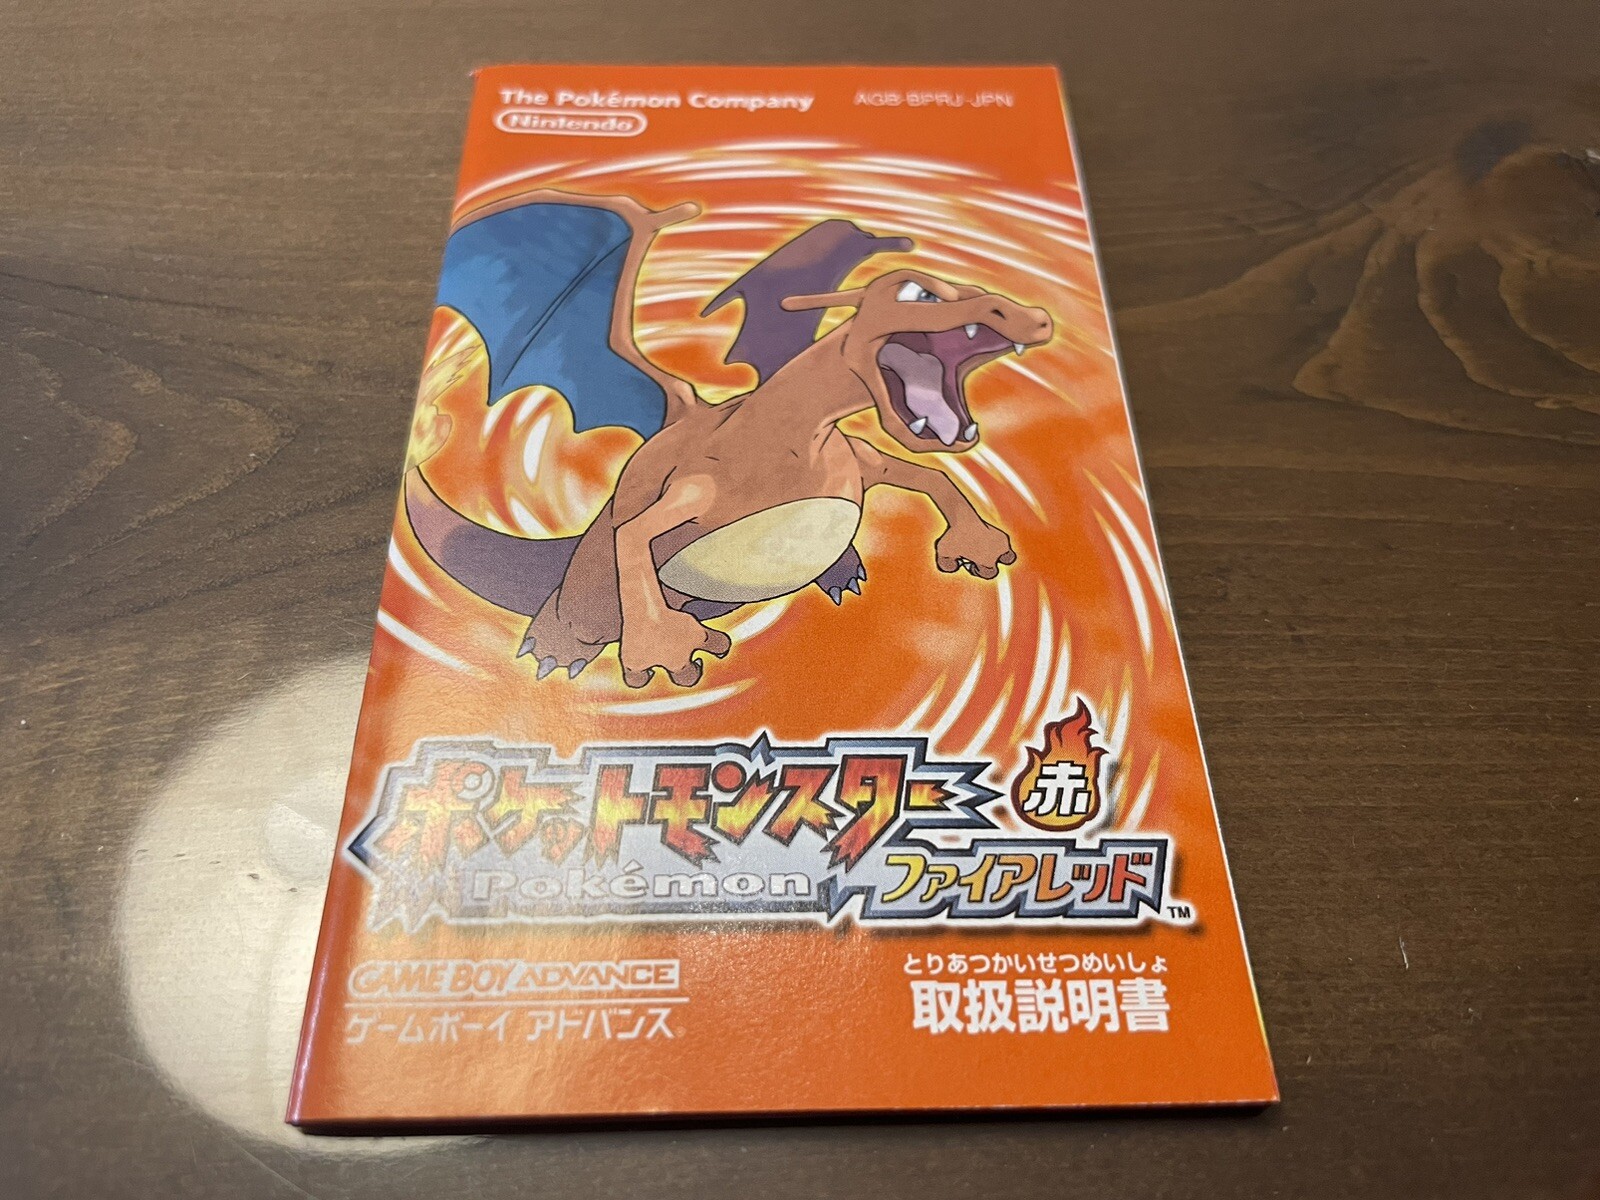 The Pokémon Company
AGB-BPRJ-JPN
Nintendo
ポケットモンスター
赤
Pokémon
ファイアレッド
TM
GAME BOY ADVANCE
ゲームボーイ アドバンス
とりあつかいせつめいしょ
取扱説明書